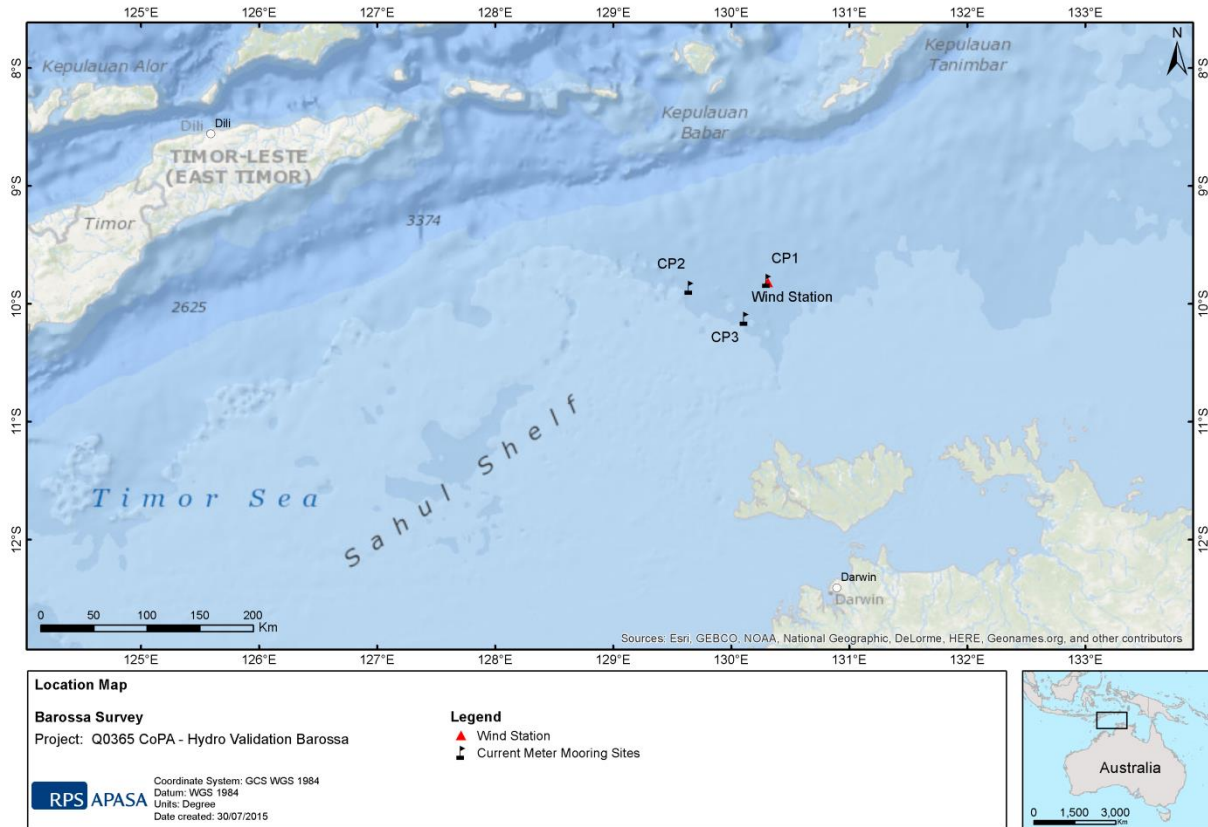 125°E 126°E 127°E 128°E 129°E 130°E 131°E 132°E 133°E
N
8°S 8°S
Kepulauan Alor
Kepulauan
Tanimbar
Dili Dili
Kepulauan
Babar
TIMOR-LESTE
(EAST TIMOR)
9°S 9°S
Timor
3374
CP2 CP1
2625
Wind Station
10°S 10°S
CP3
11°S 11°S
Sahul Shelf
Timor Sea
12°S 12°S
Darwin
Darwin
0 50 100 150 200
Km
Sources: Esri, GEBCO, NOAA, National Geographic, DeLorme, HERE, Geonames.org, and other contributors
125°E 126°E 127°E 128°E 129°E 130°E 131°E 132°E 133°E
Location Map
Barossa Survey
Project: Q0365 CoPA - Hydro Validation Barossa
Legend
Wind Station
Current Meter Mooring Sites
RPS APASA
Coordinate System: GCS WGS 1984
Datum: WGS 1984
Units: Degree
Date created: 30/07/2015
Australia
0 1,500 3,000
Km